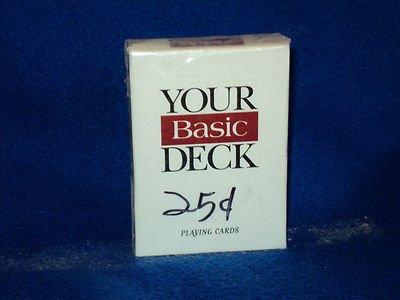 YOUR
Basic
DECK
25¢
PLAYING CARDS